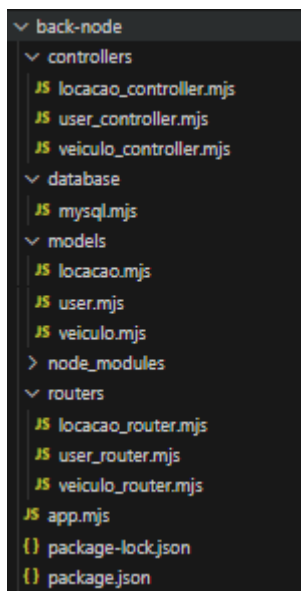 back-node
controllers
JS locacao_controller.mjs
JS user_controller.mjs
JS veiculo_controller.mjs
database
JS mysql.mjs
models
JS locacao.mjs
JS user.mjs
JS veiculo.mjs
node_modules
routers
JS locacao_router.mjs
JS user_router.mjs
JS veiculo_router.mjs
JS app.mjs
{} package-lock.json
{} package.json